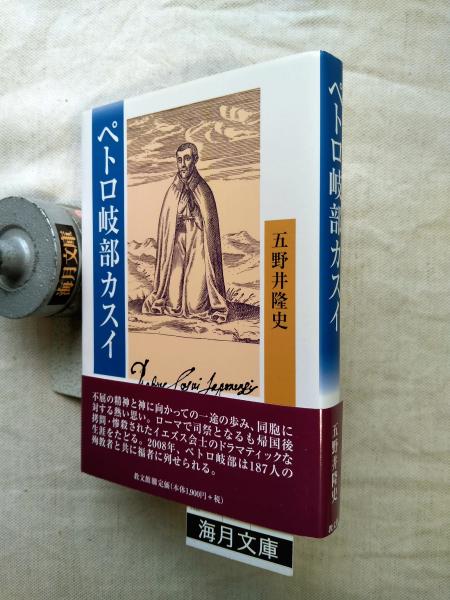 ペトロ岐部カスイ
五野井隆史
Petrus Casui Japonensis
不屈の精神と神に向かっての一途の歩み、同胞に
対する熱い思い。ローマで司祭となるも帰国後
拷問・惨殺されたイエズス会士のドラマティックな
生涯をたどる。2008年、ペトロ岐部は187人の
殉教者と共に福者に列せられる。
教文館 定価(本体1,900円+税)
ペトロ岐部カスイ
五野井隆史
海月文庫
海月文庫